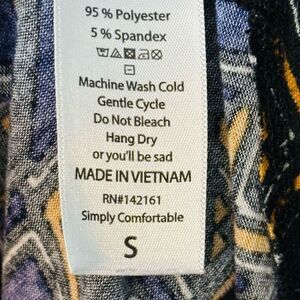 95 % Polyester
5 % Spandex
Machine Wash Cold
Gentle Cycle
Do Not Bleach
Hang Dry
or you'll be sad
MADE IN VIETNAM
RN#142161
Simply Comfortable
S